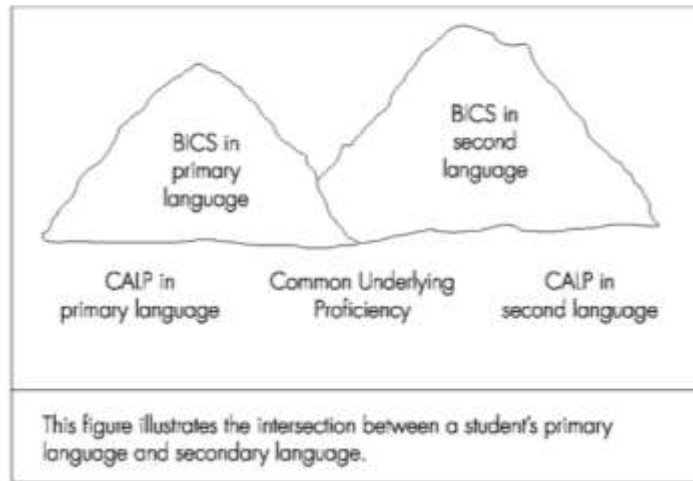 BICS in
primary
language
BICS in
second
language
CALP in
primary language
Common Underlying
Proficiency
CALP in
second language
This figure illustrates the intersection between a student's primary
language and secondary language.